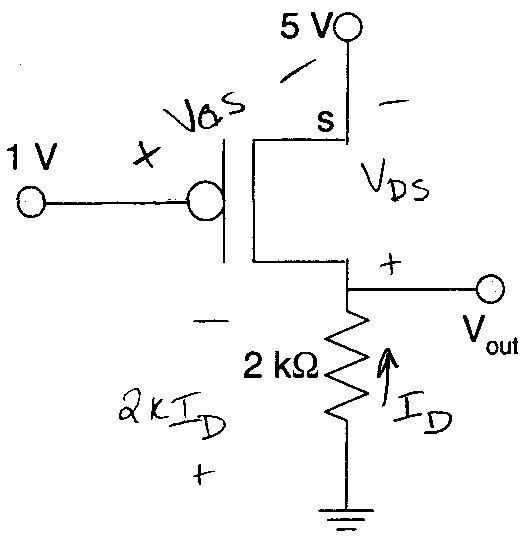 5 V
VGS
–
–
S
1 V
+
VDS
+
Vout
–
2 kΩ
ID
2KID
+